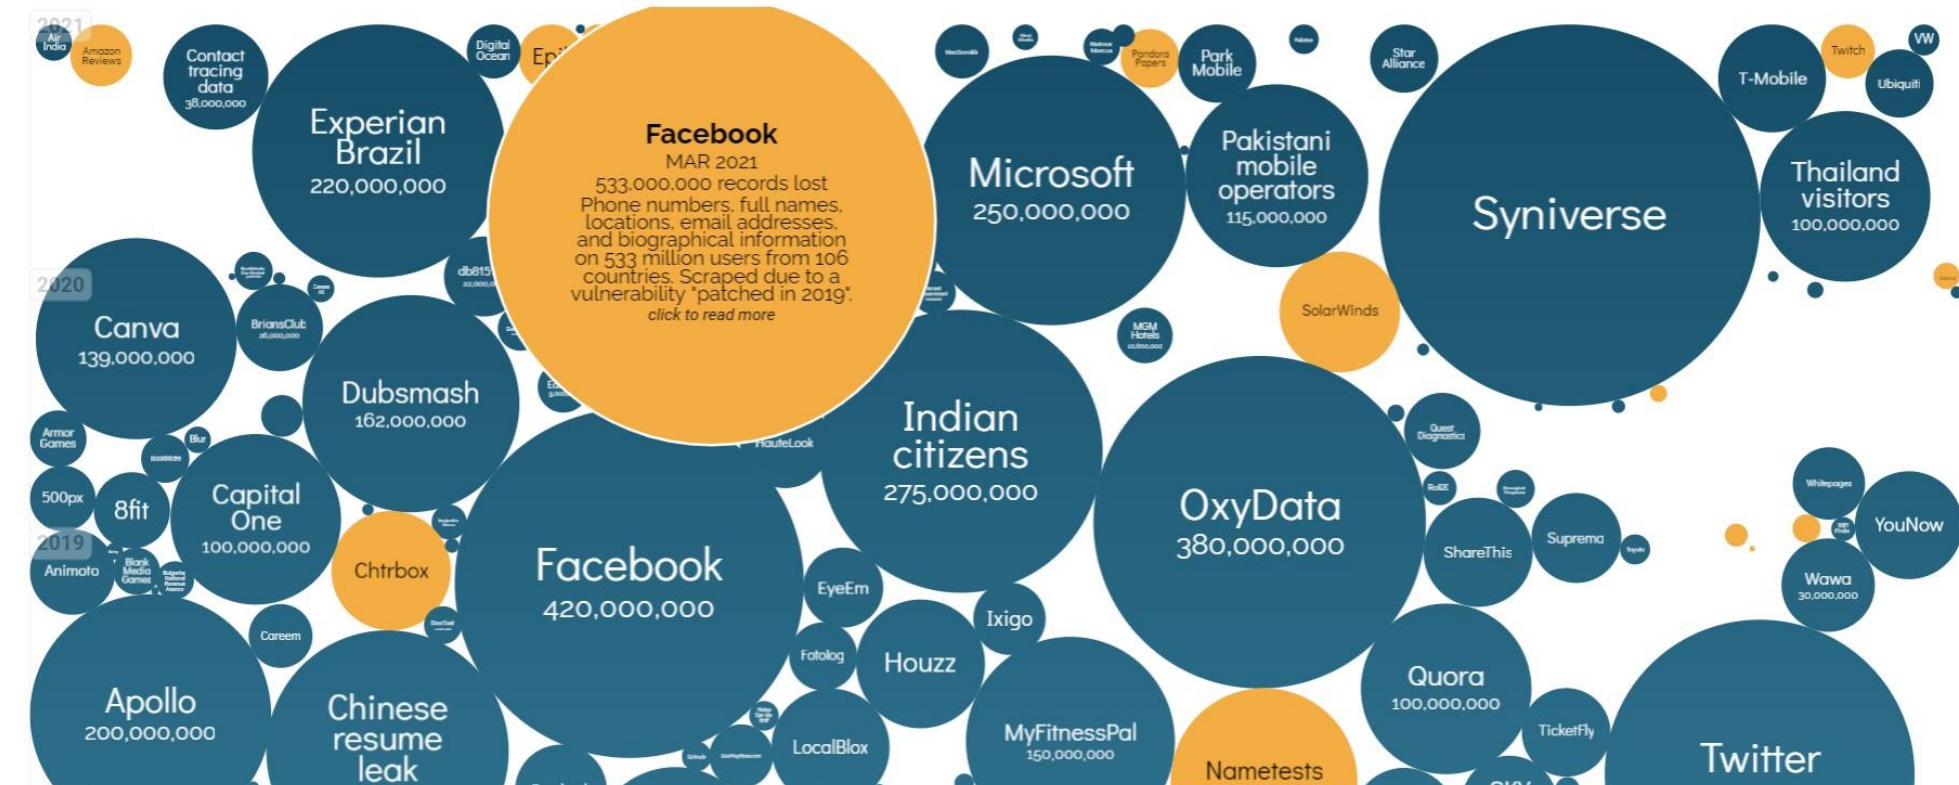 2021
Air
India
Amazon
Reviews
Contact
tracing
data
38,000,000
Experian
Brazil
220,000,000
Digital
Ocean
Facebook
MAR 2021
533,000,000 records lost
Phone numbers, full names,
locations, email addresses,
and biographical information
on 533 million users from 106
countries. Scraped due to a
vulnerability "patched in 2019".
click to read more
Microsoft
250,000,000
Pandora
Papers
Park
Mobile
Pakistani
mobile
operators
115,000,000
Star
Alliance
Syniverse
T-Mobile
Twitch
VW
Ubiquiti
Thailand
visitors
100,000,000
2020
Canva
139,000,000
BriansClub
26,000,000
db815
Dubsmash
162,000,000
MGM
Hotels
SolarWinds
Armor
Games
Blur
500px
8fit
Capital
One
100,000,000
HauteLook
Indian
citizens
275,000,000
OxyData
380,000,000
Quest
Diagnostics
ShareThis
Suprema
Whitepages
YouNow
Wawa
30,000,000
2019
Animoto
Blank
Media
Games
Chtrbox
Facebook
420,000,000
EyeEm
Ixigo
Careem
Fotolog
Houzz
Apollo
200,000,000
Chinese
resume
leak
LocalBlox
MyFitnessPal
150,000,000
Nametests
Quora
100,000,000
TicketFly
Twitter